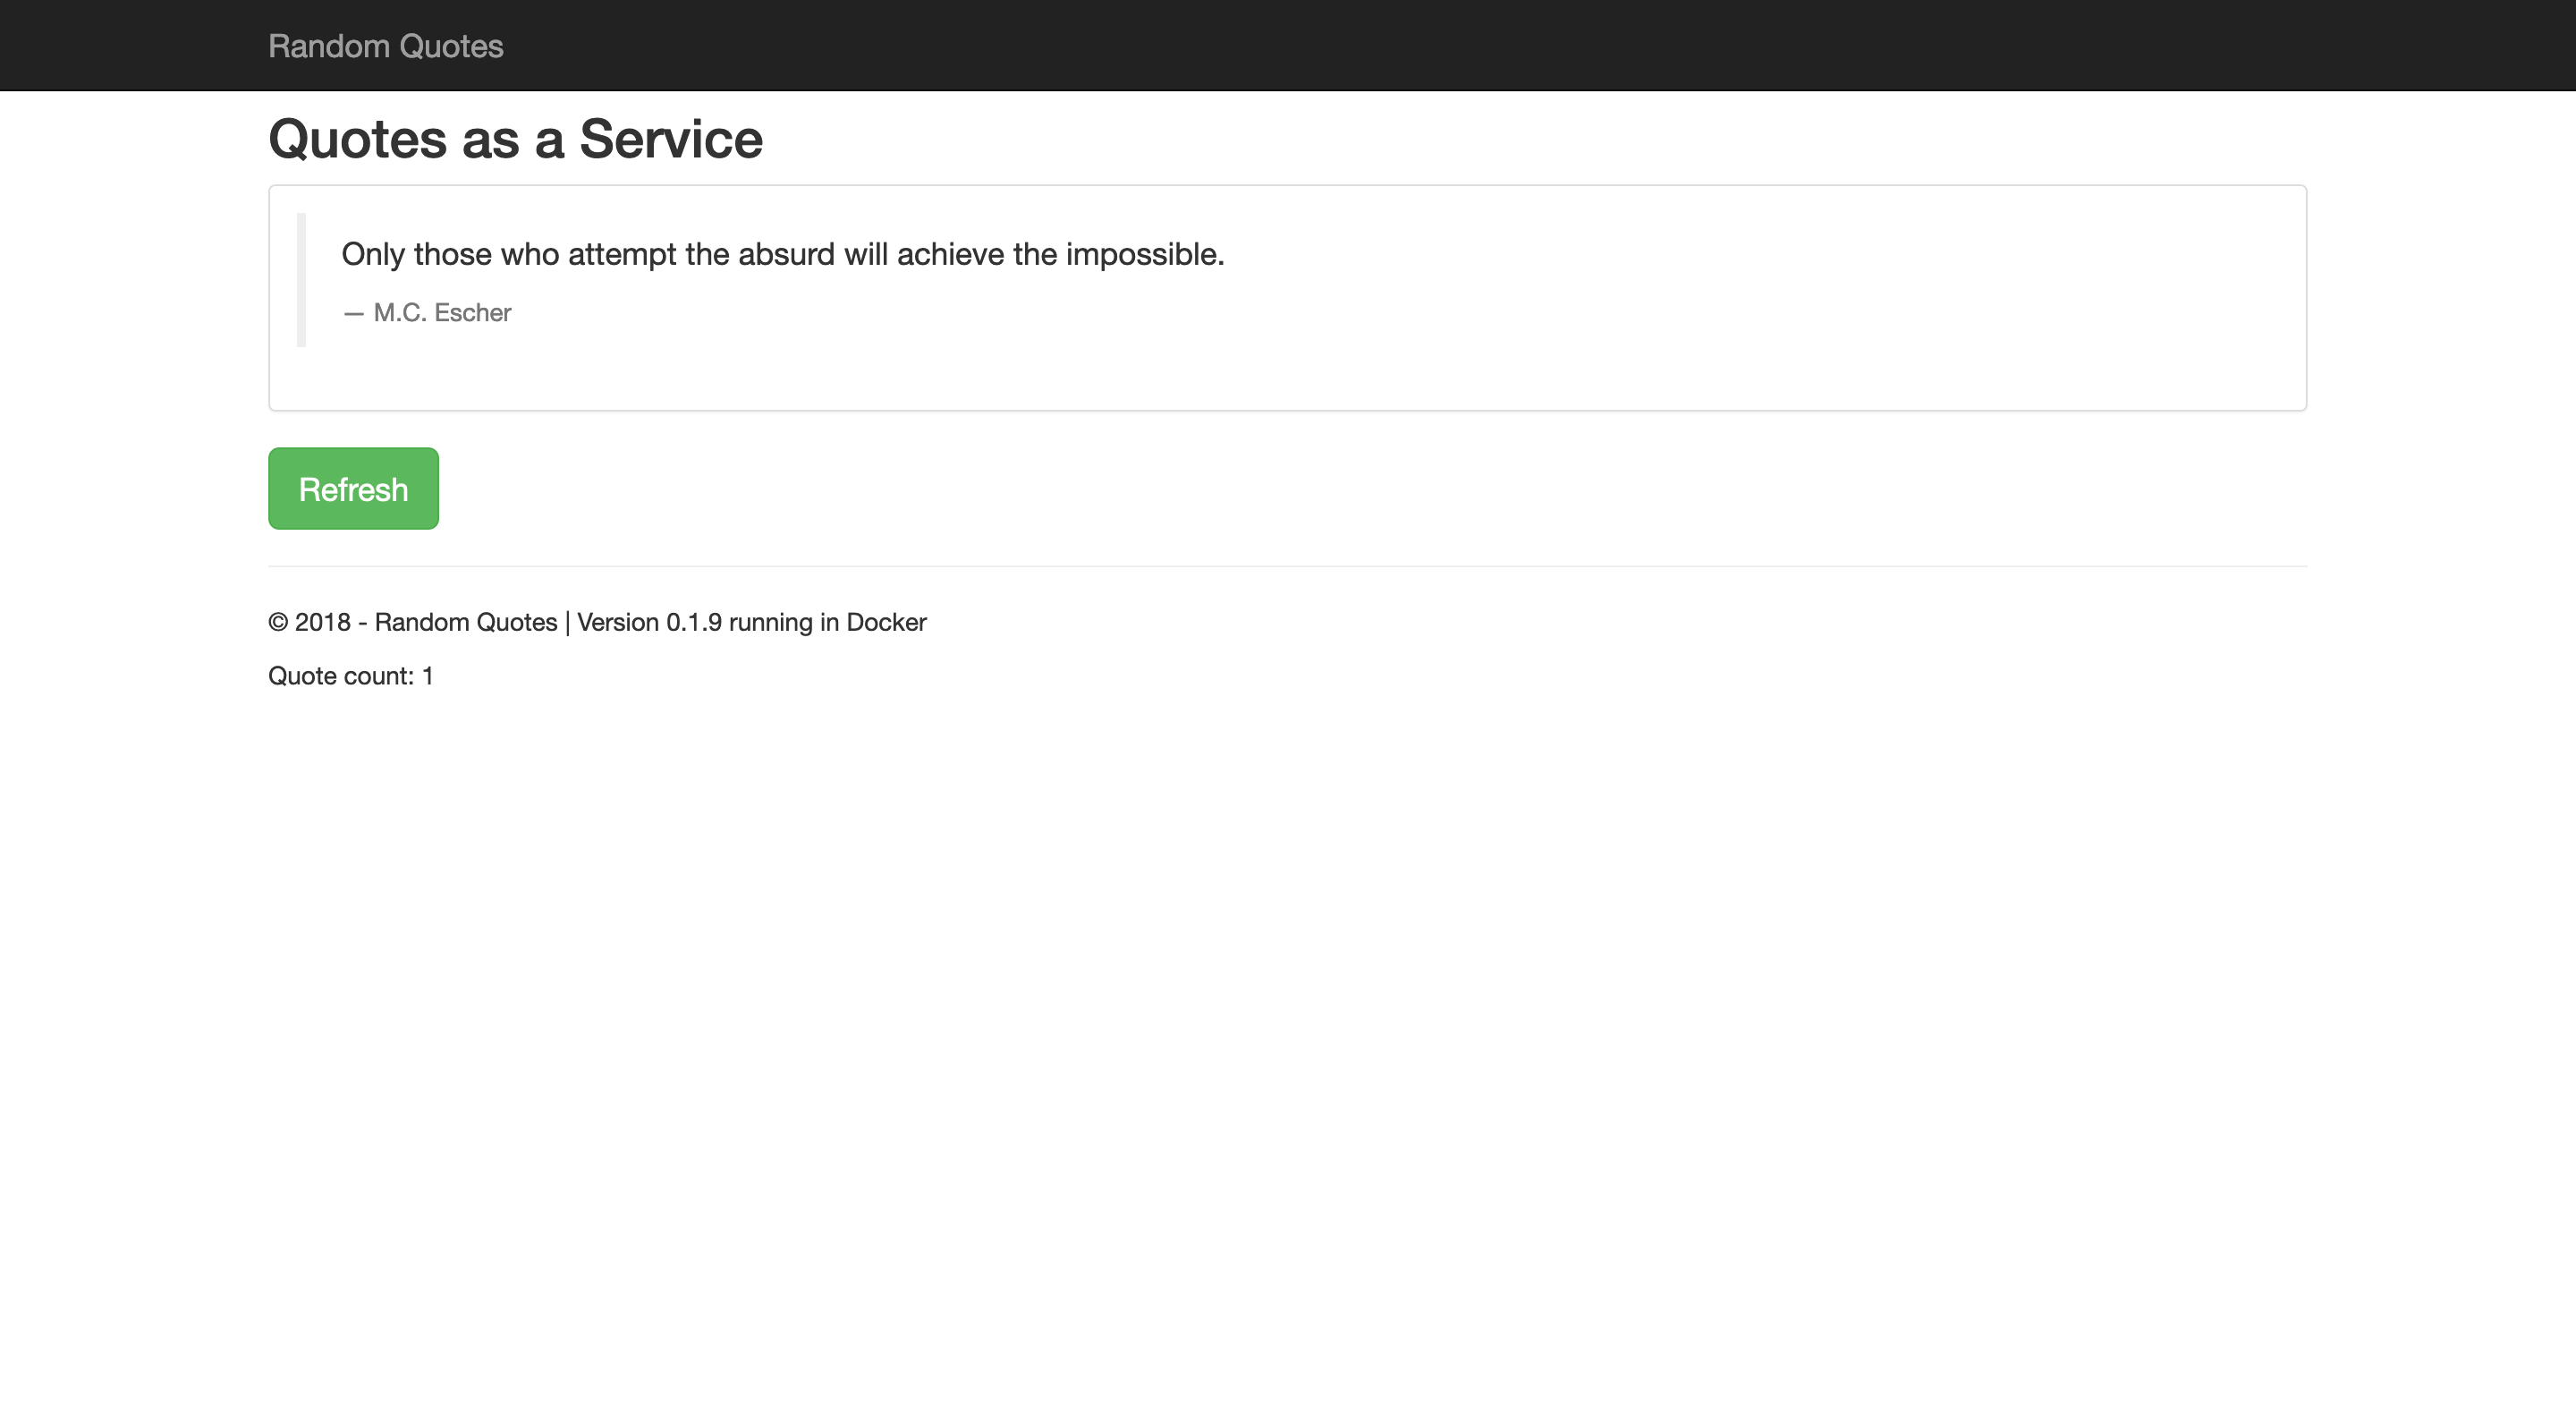 Random Quotes
Quotes as a Service
Only those who attempt the absurd will achieve the impossible.
— M.C. Escher
Refresh
© 2018 - Random Quotes | Version 0.1.9 running in Docker
Quote count: 1